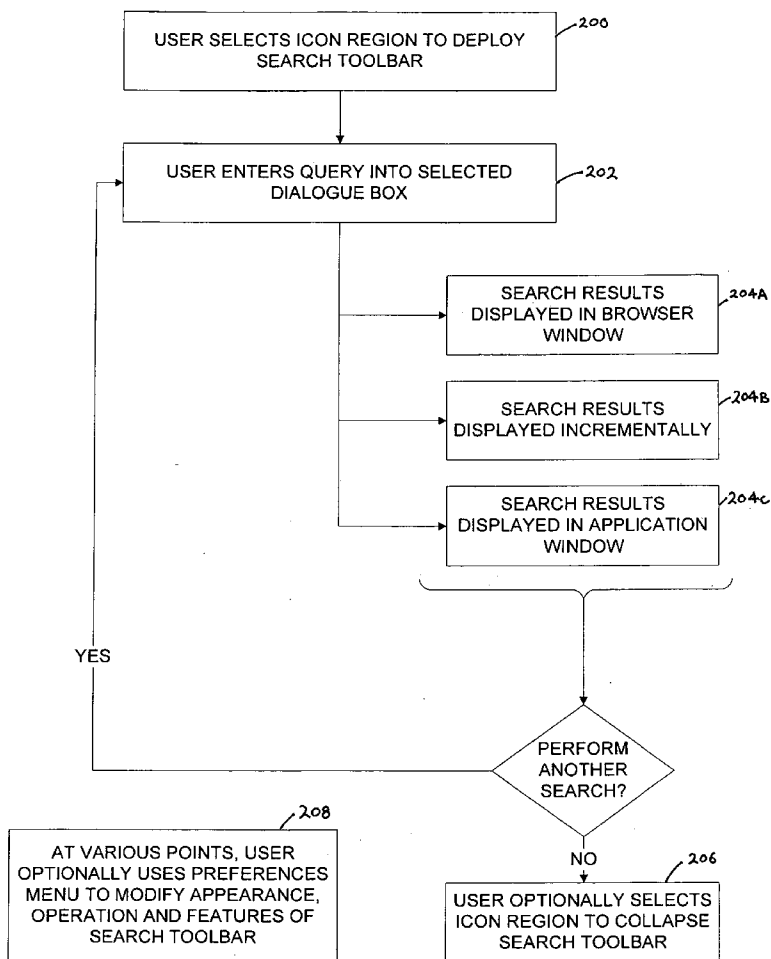 200
USER SELECTS ICON REGION TO DEPLOY
SEARCH TOOLBAR
USER ENTERS QUERY INTO SELECTED
DIALOGUE BOX
202
SEARCH RESULTS
DISPLAYED IN BROWSER
WINDOW
204A
SEARCH RESULTS
DISPLAYED INCREMENTALLY
204B
SEARCH RESULTS
DISPLAYED IN APPLICATION
WINDOW
204C
YES
PERFORM
ANOTHER
SEARCH?
208
AT VARIOUS POINTS, USER
OPTIONALLY USES PREFERENCES
MENU TO MODIFY APPEARANCE,
OPERATION AND FEATURES OF
SEARCH TOOLBAR
NO
206
USER OPTIONALLY SELECTS
ICON REGION TO COLLAPSE
SEARCH TOOLBAR